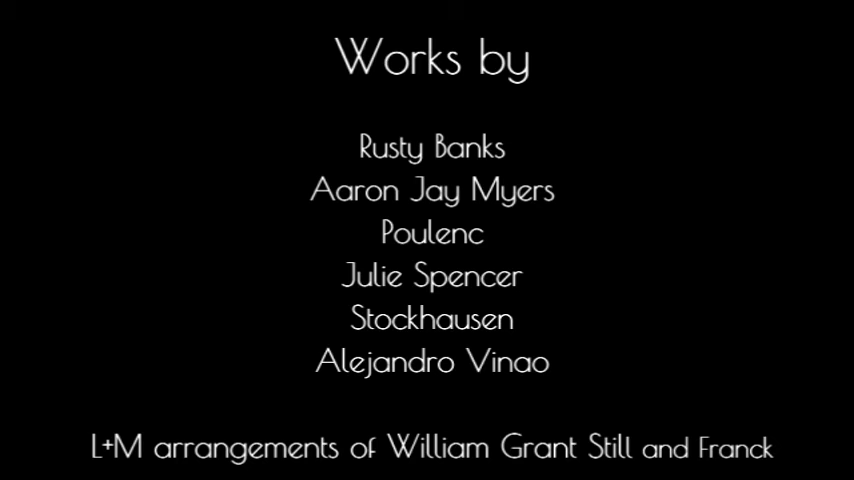 Works by
Rusty Banks
Aaron Jay Myers
Poulenc
Julie Spencer
Stockhausen
Alejandro Vinao
L+M arrangements of William Grant Still and Franck